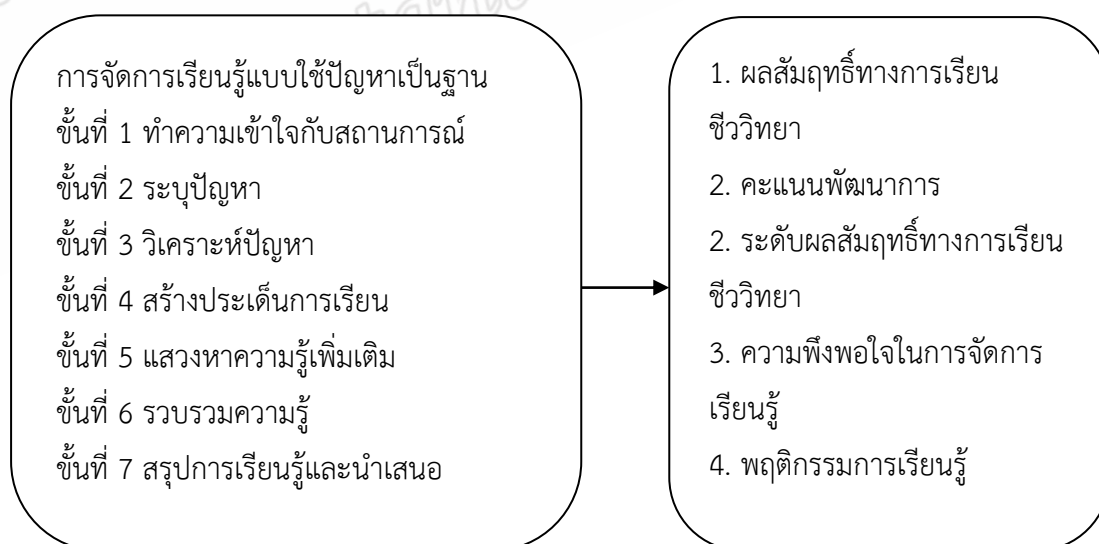 การจัดการเรียนรู้แบบใช้ปัญหาเป็นฐาน
ขั้นที่ 1 ทำความเข้าใจกับสถานการณ์
ขั้นที่ 2 ระบุปัญหา
ขั้นที่ 3 วิเคราะห์ปัญหา
ขั้นที่ 4 สร้างประเด็นการเรียน
ขั้นที่ 5 แสวงหาความรู้เพิ่มเติม
ขั้นที่ 6 รวบรวมความรู้
ขั้นที่ 7 สรุปการเรียนรู้และนำเสนอ
1. ผลสัมฤทธิ์ทางการเรียน
ชีววิทยา
2. คะแนนพัฒนาการ
2. ระดับผลสัมฤทธิ์ทางการเรียน
ชีววิทยา
3. ความพึงพอใจในการจัดการ
เรียนรู้
4. พฤติกรรมการเรียนรู้